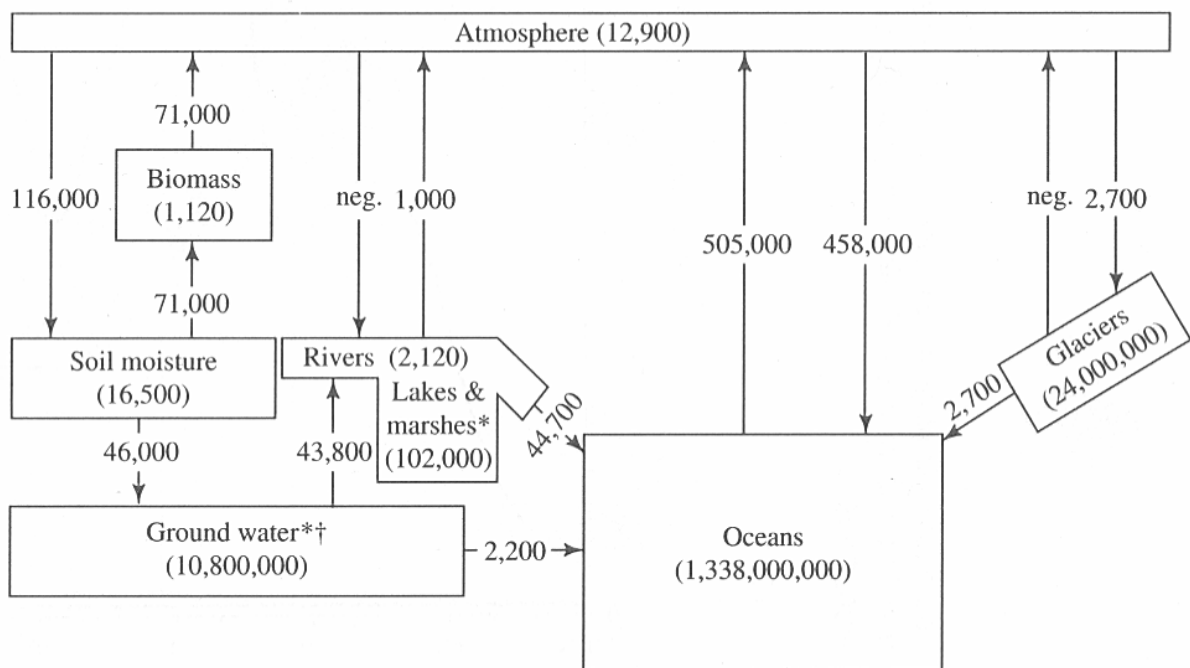 Atmosphere (12,900)
71,000
Biomass
(1,120)
116,000
neg. 1,000
neg. 2,700
505,000
458,000
71,000
Soil moisture
(16,500)
Rivers (2,120)
Lakes &
marshes*
(102,000)
44,700
Glaciers
(24,000,000)
2,700
46,000
43,800
Ground water*†
(10,800,000)
2,200
Oceans
(1,338,000,000)